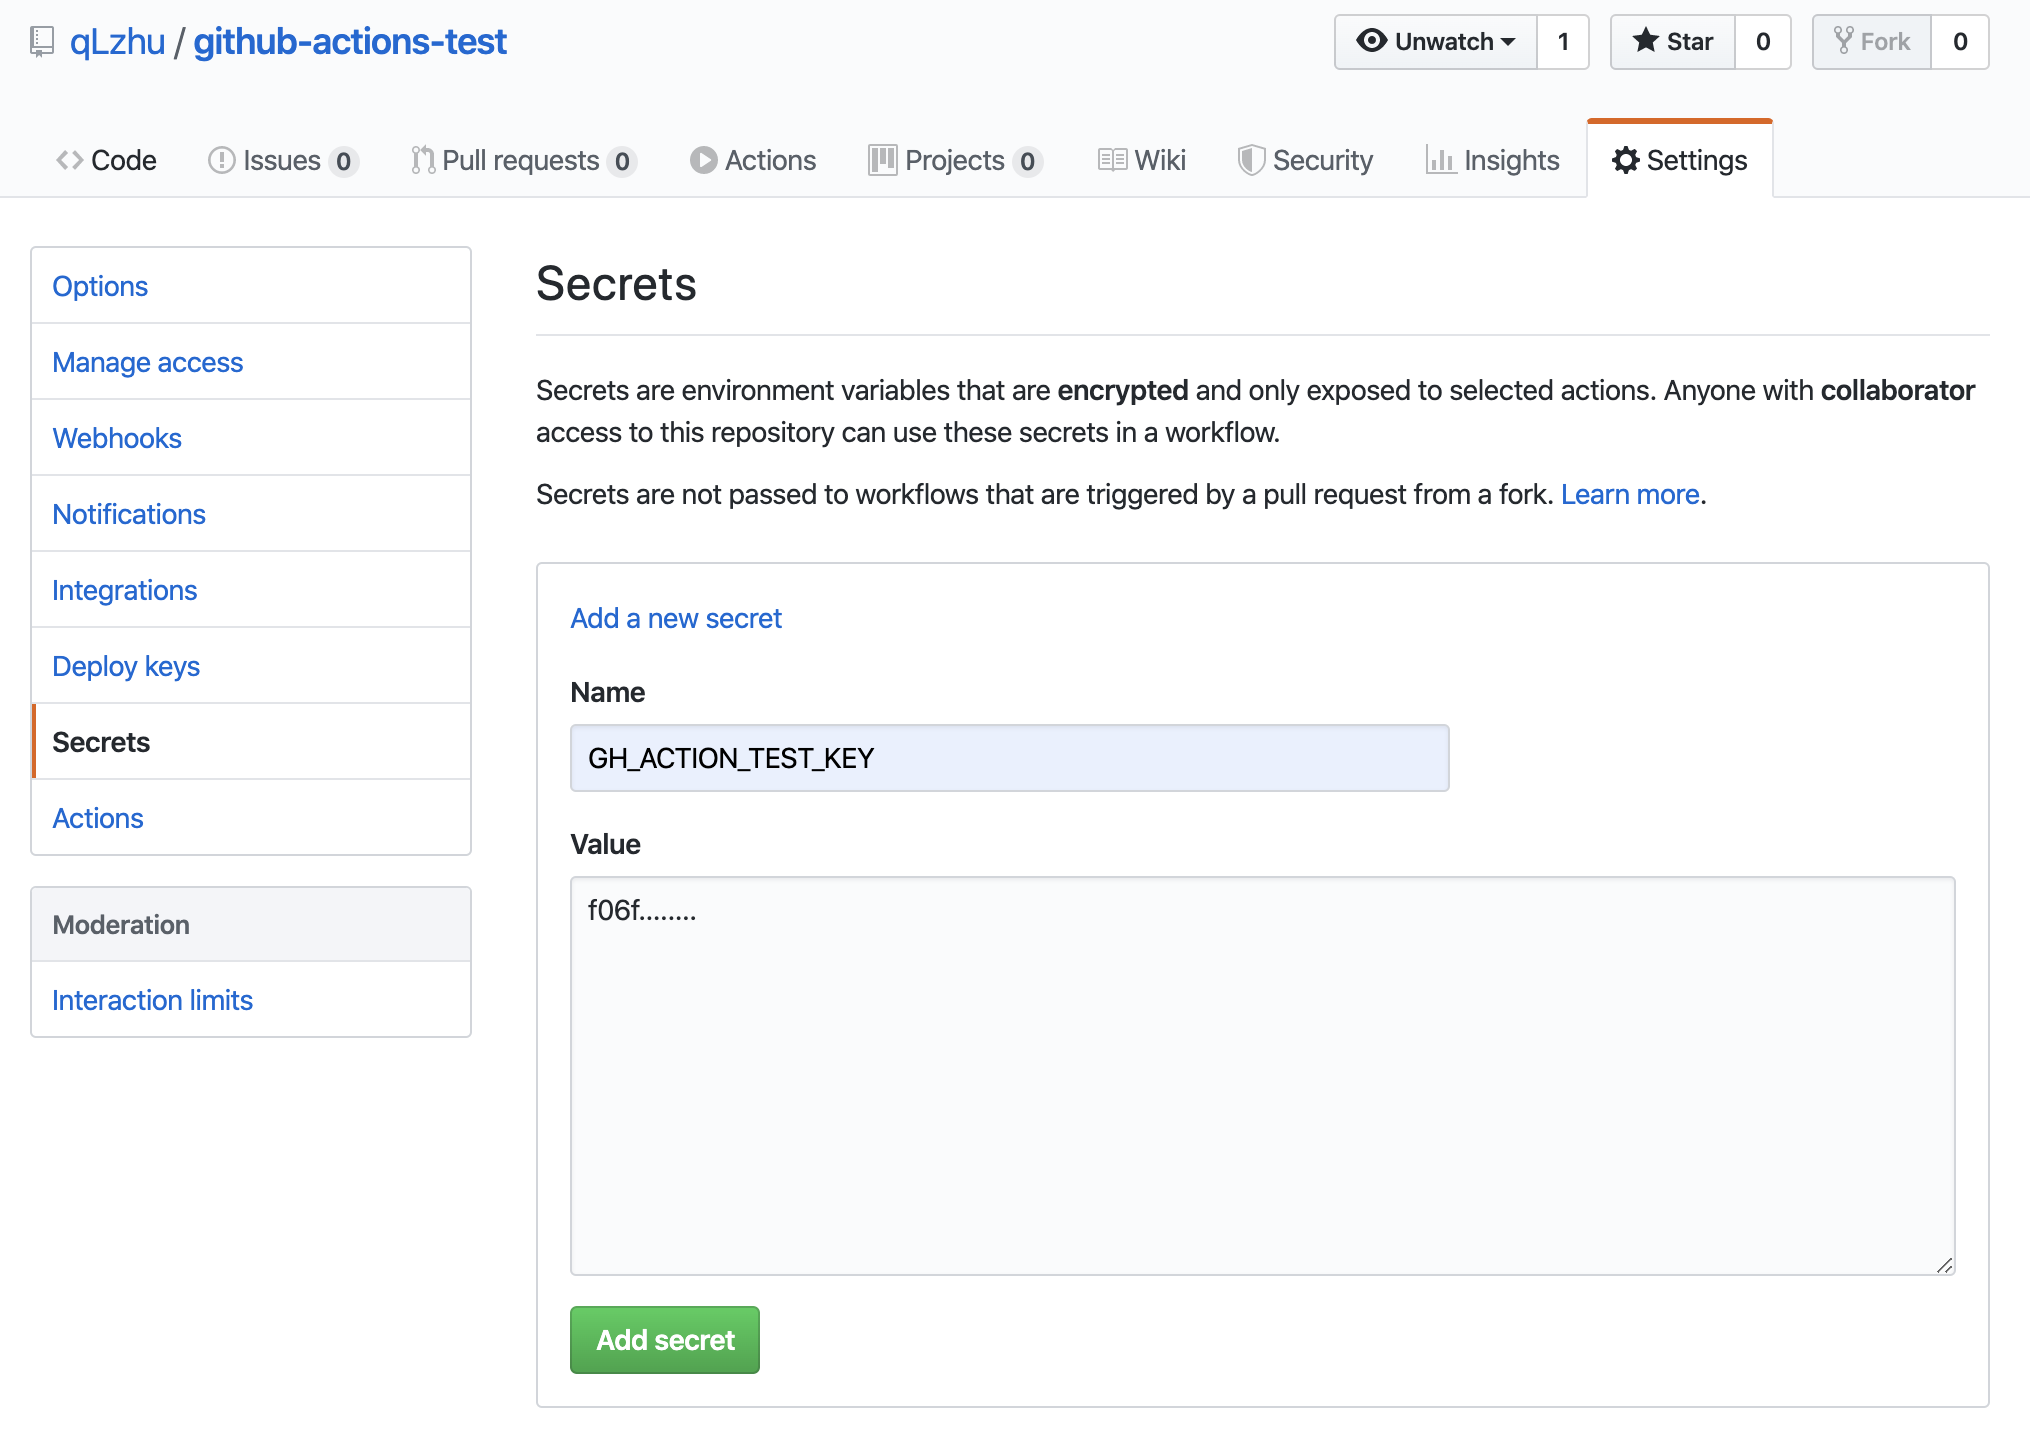 qLzhu / github-actions-test
Unwatch 1 Star 0 Fork 0
Code Issues 0 Pull requests 0 Actions Projects 0 Wiki Security Insights Settings
Options
Manage access
Webhooks
Notifications
Integrations
Deploy keys
Secrets
Actions
Moderation
Interaction limits
Secrets
Secrets are environment variables that are encrypted and only exposed to selected actions. Anyone with collaborator
access to this repository can use these secrets in a workflow.
Secrets are not passed to workflows that are triggered by a pull request from a fork. Learn more.
Add a new secret
Name
GH_ACTION_TEST_KEY
Value
f06f........
Add secret